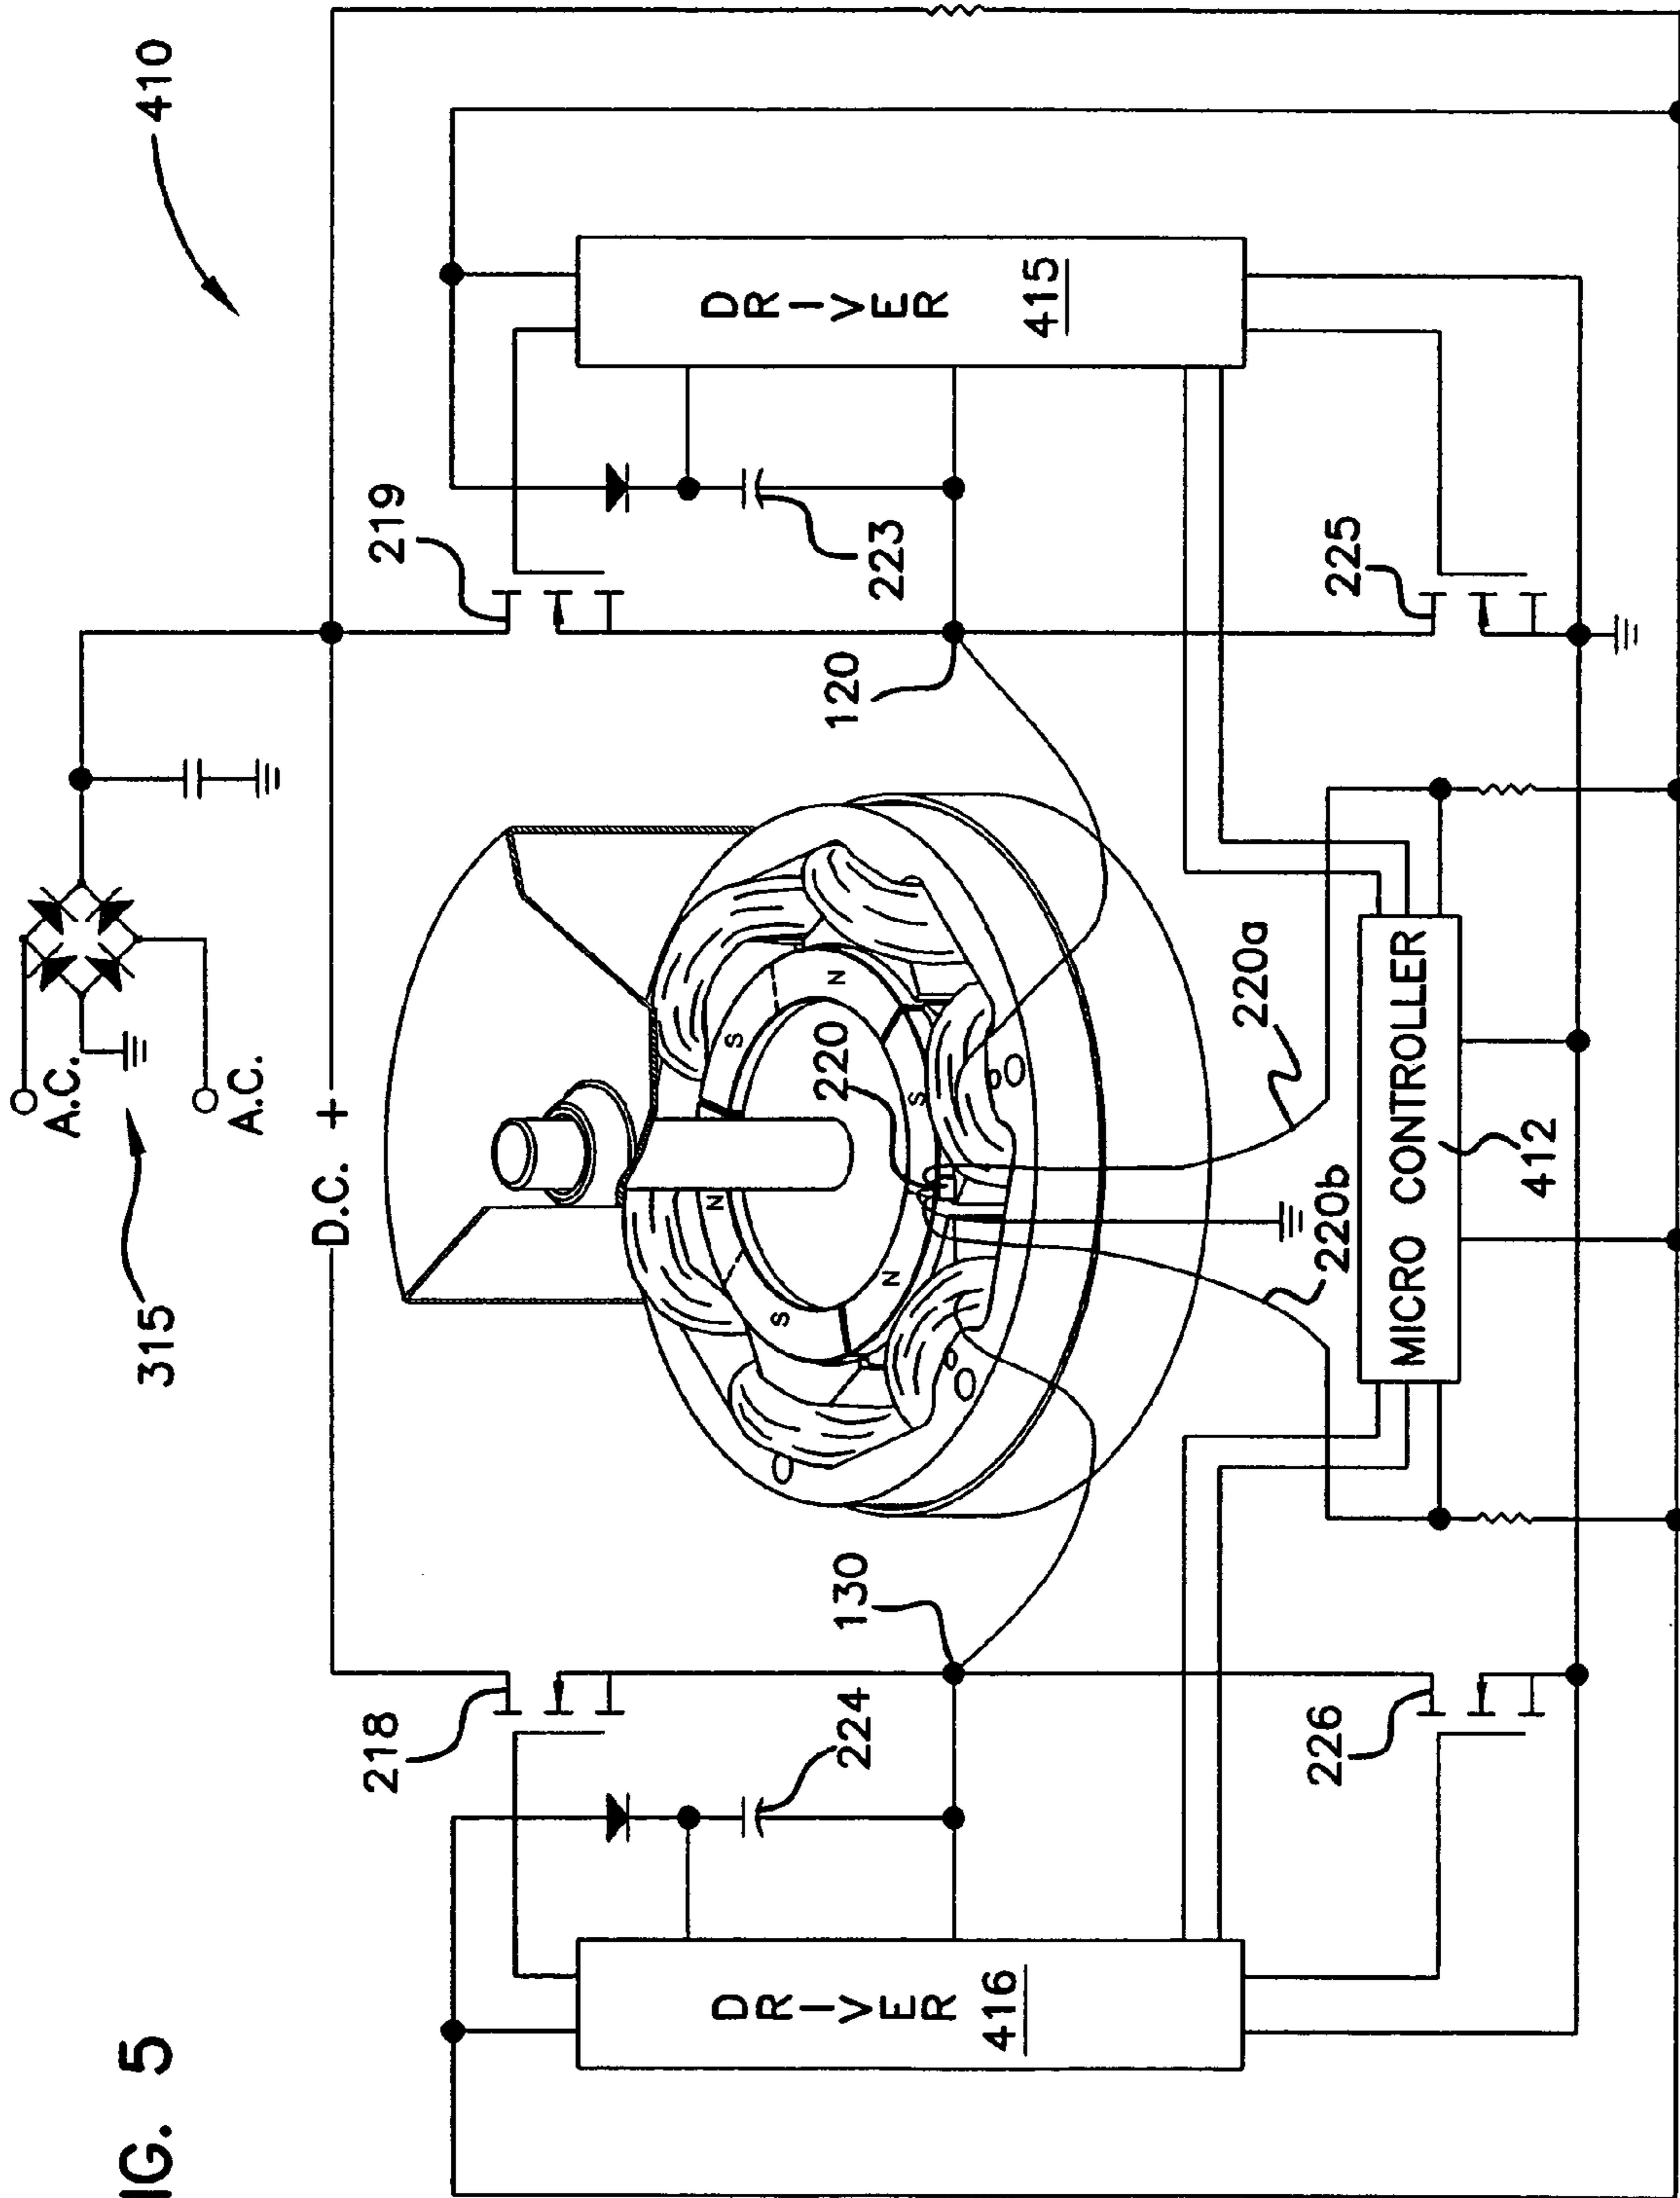 IG. 5
410
315
A.C.
A.C.
D.C. +
218
219
224
223
DRIVER
416
DRIVER
415
130
120
N
S
S
N
N
S
220
220b
220a
226
225
MICRO CONTROLLER
412